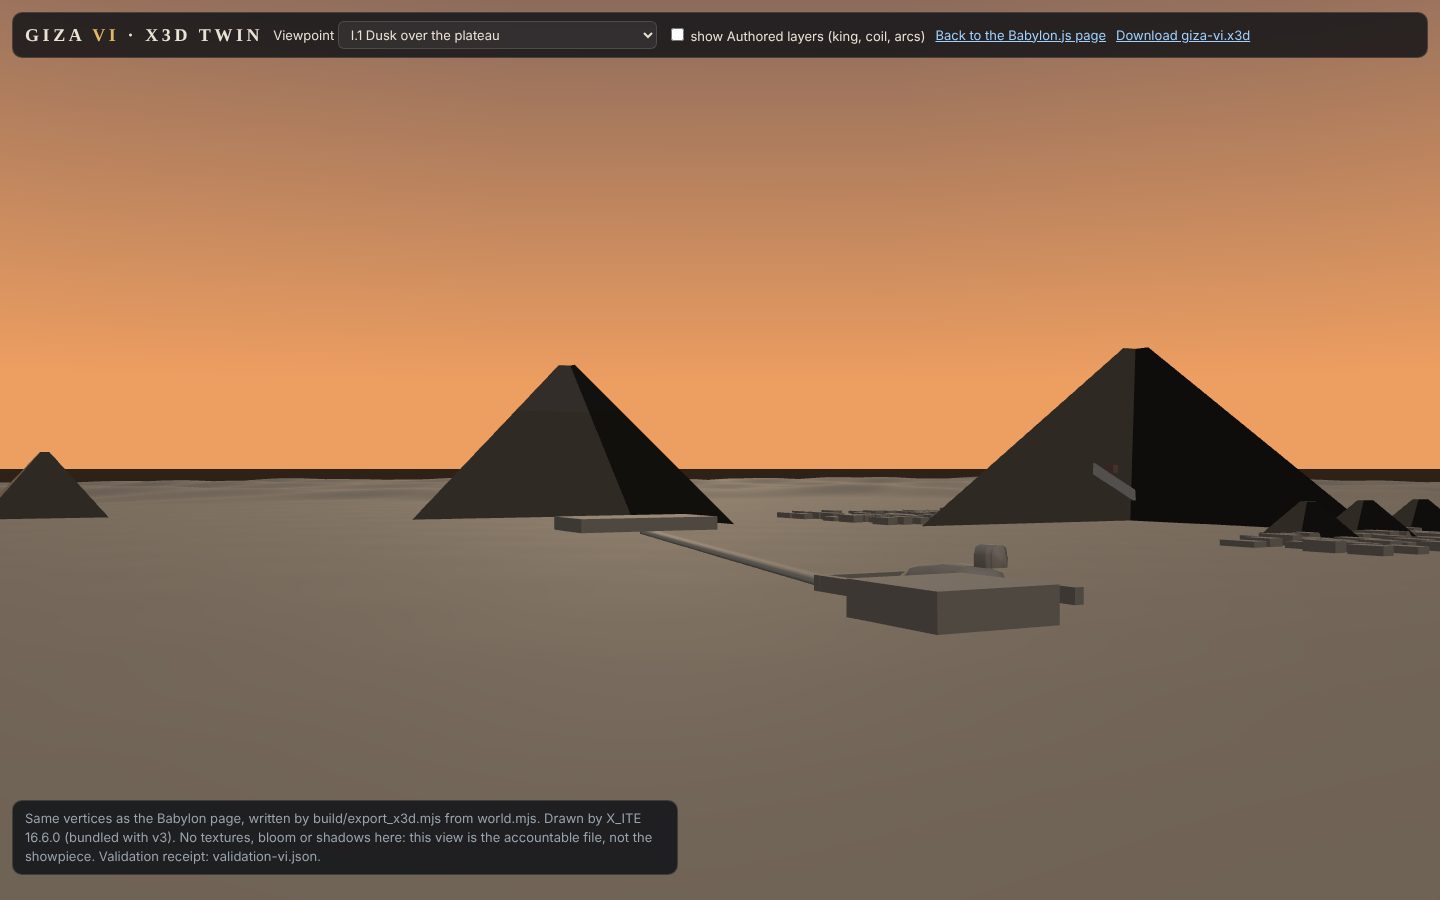 GIZA VI · X3D TWIN Viewpoint I.1 Dusk over the plateau show Authored layers (king, coil, arcs) Back to the Babylon.js page Download giza-vi.x3d
Same vertices as the Babylon page, written by build/export_x3d.mjs from world.mjs. Drawn by X_ITE
16.6.0 (bundled with v3). No textures, bloom or shadows here: this view is the accountable file, not the
showpiece. Validation receipt: validation-vi.json.